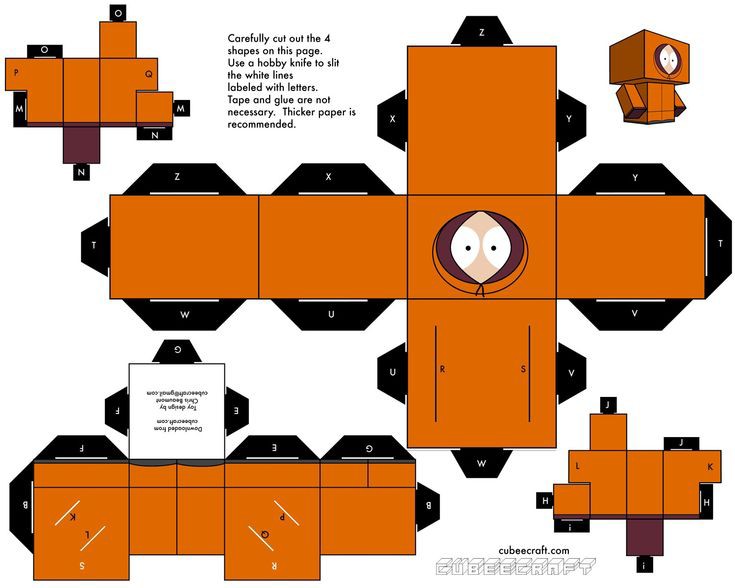 Carefully cut out the 4
shapes on this page.
Use a hobby knife to slit
the white lines
labeled with letters.
Tape and glue are not
necessary. Thicker paper is
recommended.
O
O
P
Q
M
M
N
N
Z
X
Y
Z
X
Y
T
T
W
U
V
U
R
S
V
W
G
E
F
cubeecraft@gmail.com
Chris Beaumont
Toy design by
cubeecraft.com
Downloaded from
F
E
G
B
B
K
L
S
P
Q
R
J
J
L
K
H
H
i
i
cubeecraft.com
CUBEECRAFT